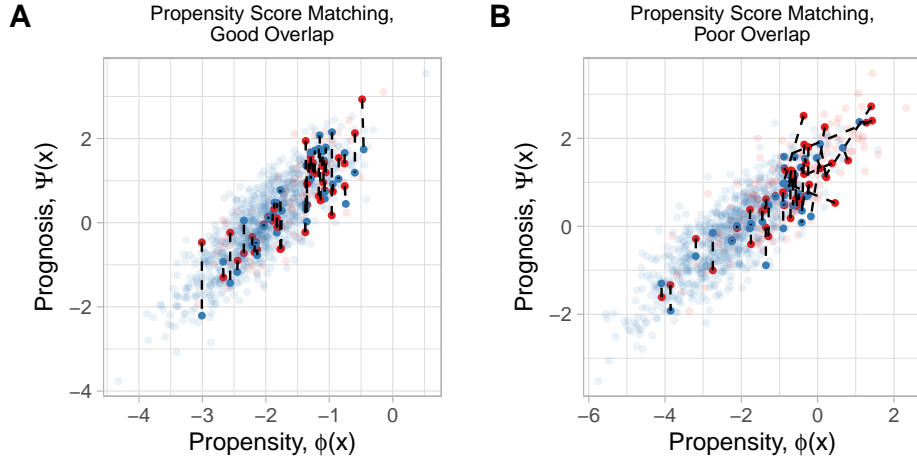 A
Propensity Score Matching,
Good Overlap
2
0
−2
−4
Prognosis, Ψ(x)
−4 −3 −2 −1 0
Propensity, ϕ(x)
B
Propensity Score Matching,
Poor Overlap
2
0
−2
Prognosis, Ψ(x)
−6 −4 −2 0 2
Propensity, ϕ(x)